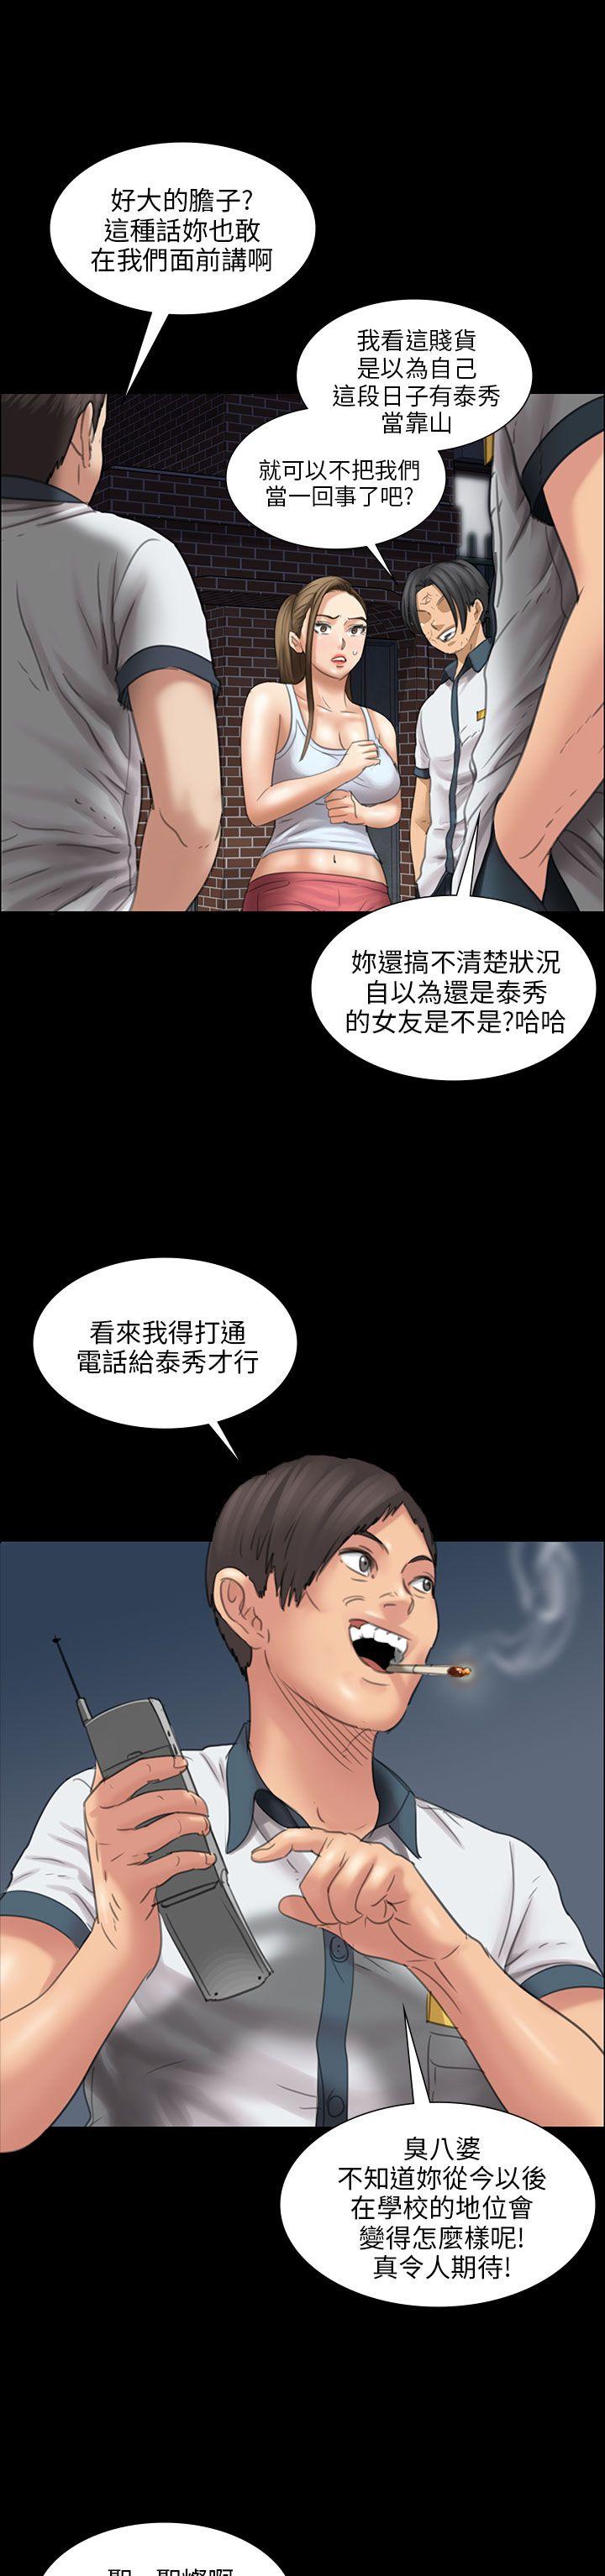 好大的膽子?
這種話妳也敢
在我們面前講啊
我看這賤貨
是以為自己
這段日子有泰秀
當靠山
就可以不把我們
當一回事了吧?
妳還搞不清楚狀況
自以為還是泰秀
的女友是不是?哈哈
看來我得打通
電話給泰秀才行
臭八婆
不知道妳從今以後
在學校的地位會
變得怎麼樣呢!
真令人期待!